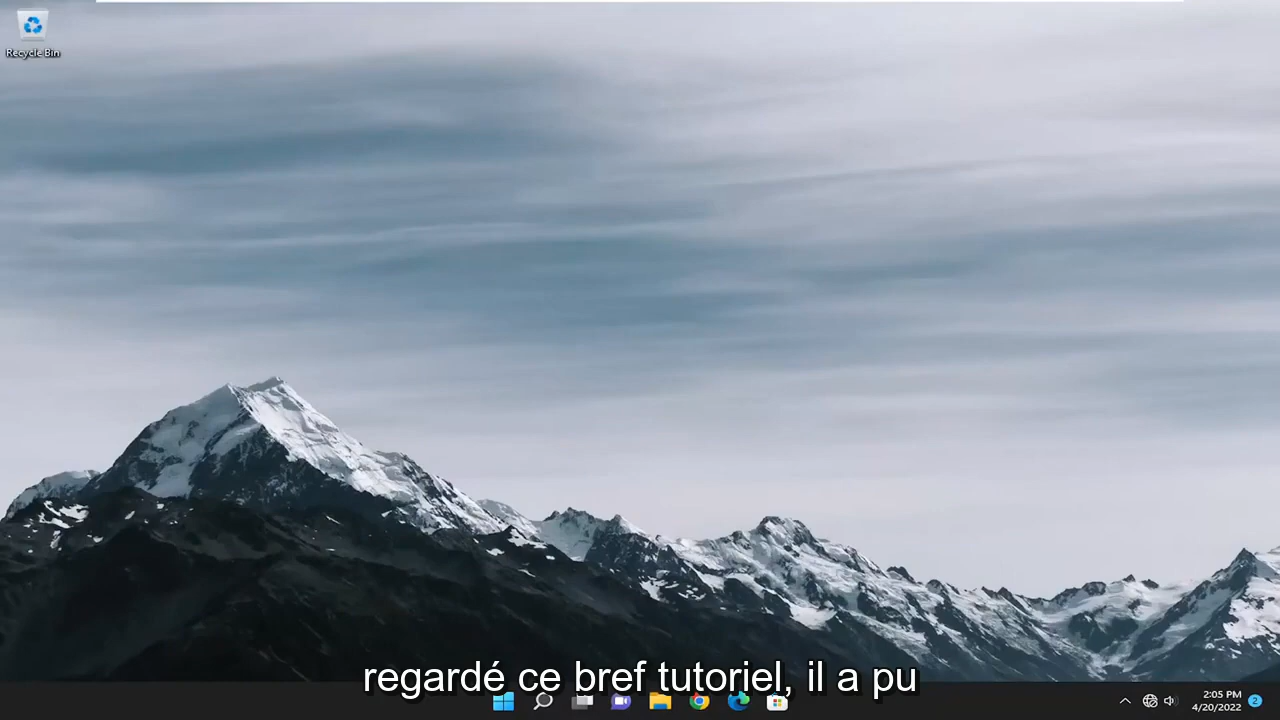 Recycle Bin
regardé ce bref tutoriel, il a pu
2:05 PM
4/20/2022
2